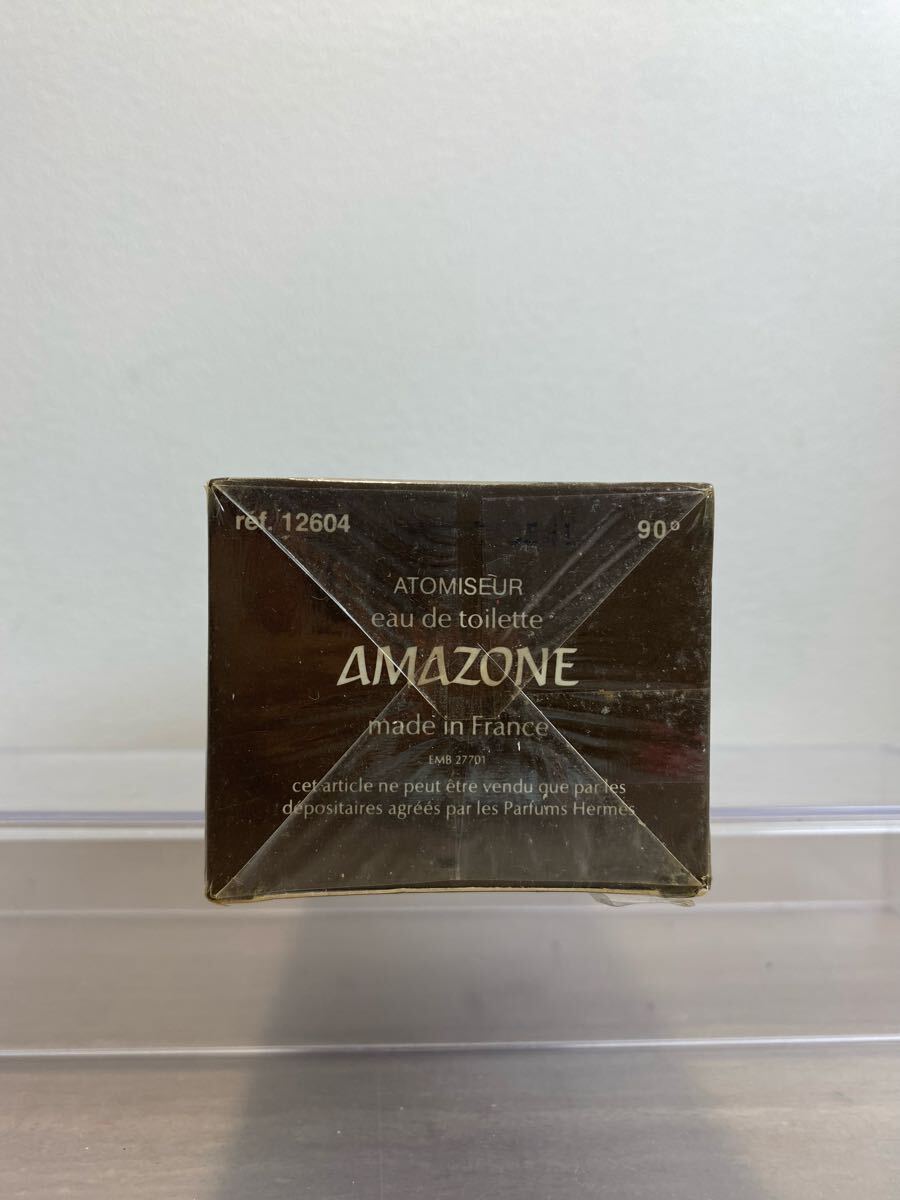 réf. 12604 90°
ATOMISEUR
eau de toilette
AMAZONE
made in France
EMB 27701
cet article ne peut être vendu que par les
dépositaires agréés par les Parfums Hermès